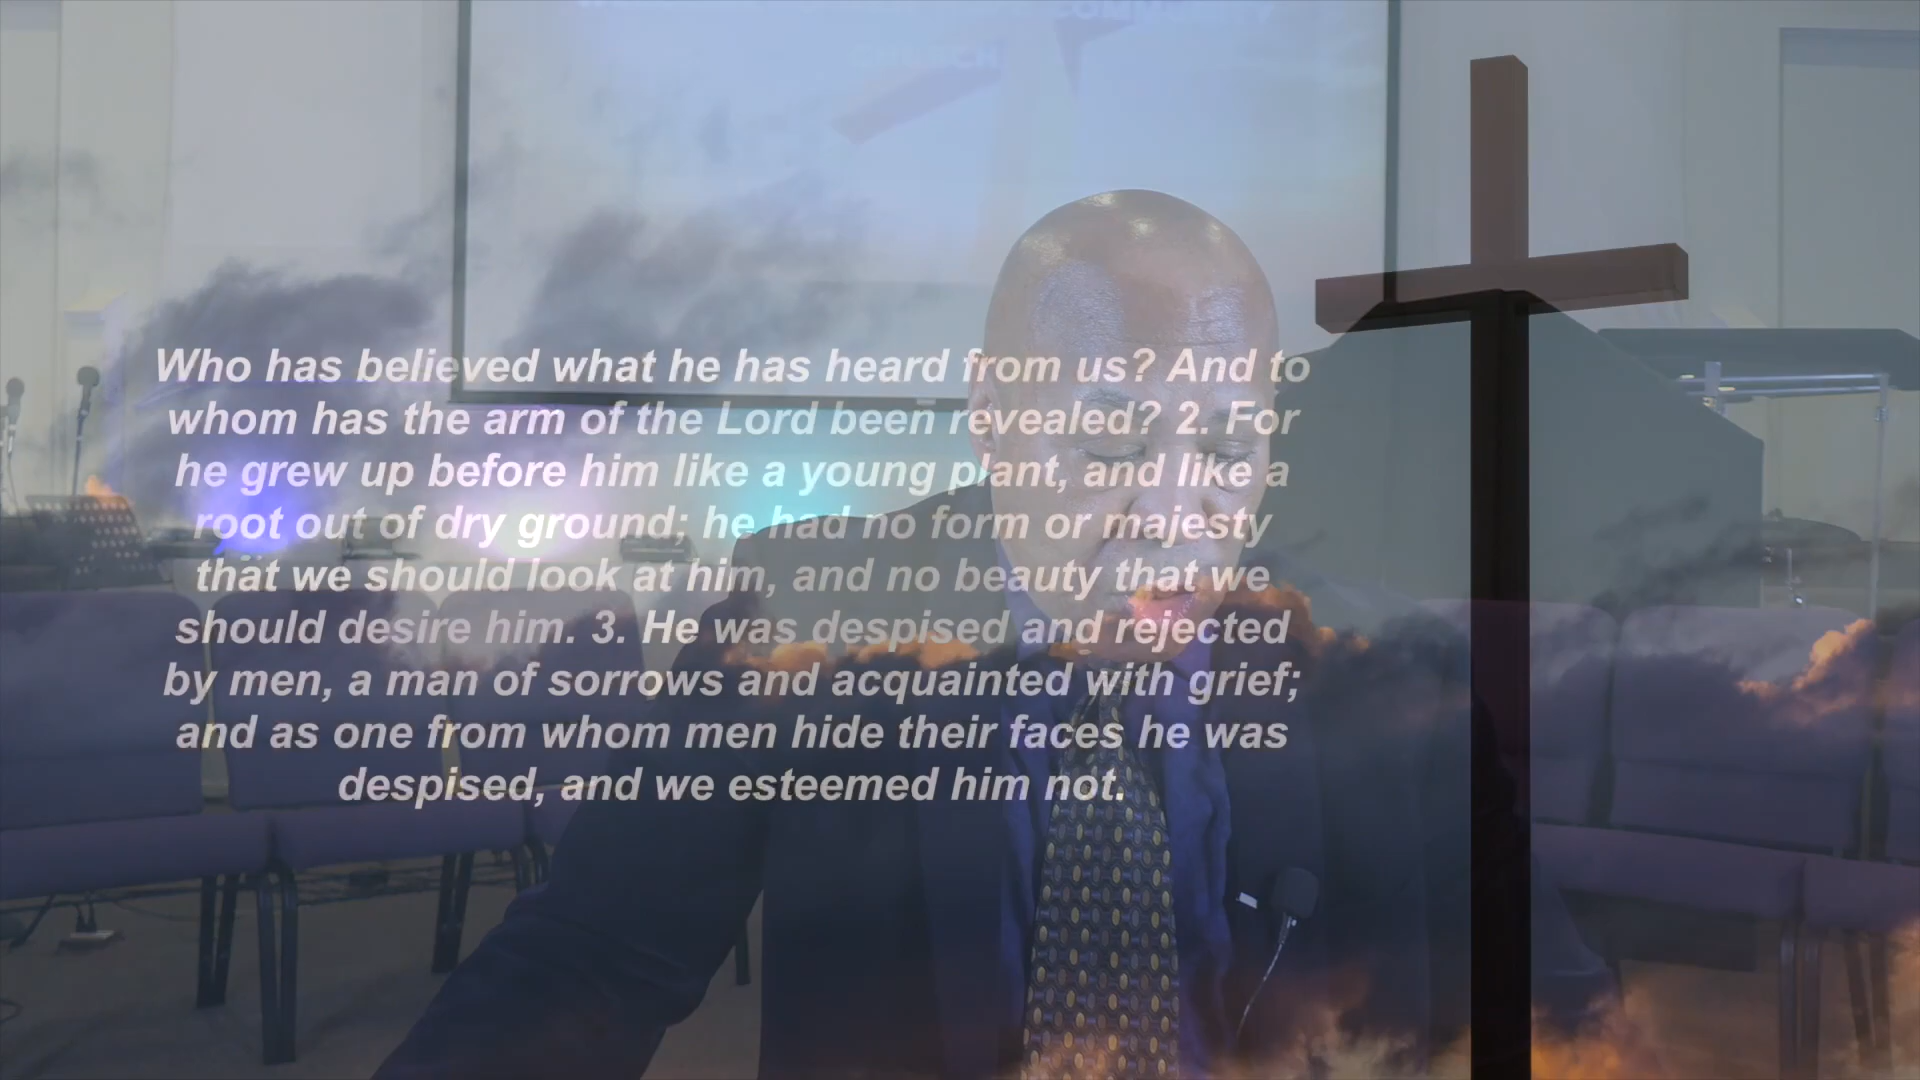 COMMUNITY
CHURCH
Who has believed what he has heard from us? And to
whom has the arm of the Lord been revealed? 2. For
he grew up before him like a young plant, and like a
root out of dry ground; he had no form or majesty
that we should look at him, and no beauty that we
should desire him. 3. He was despised and rejected
by men, a man of sorrows and acquainted with grief;
and as one from whom men hide their faces he was
despised, and we esteemed him not.